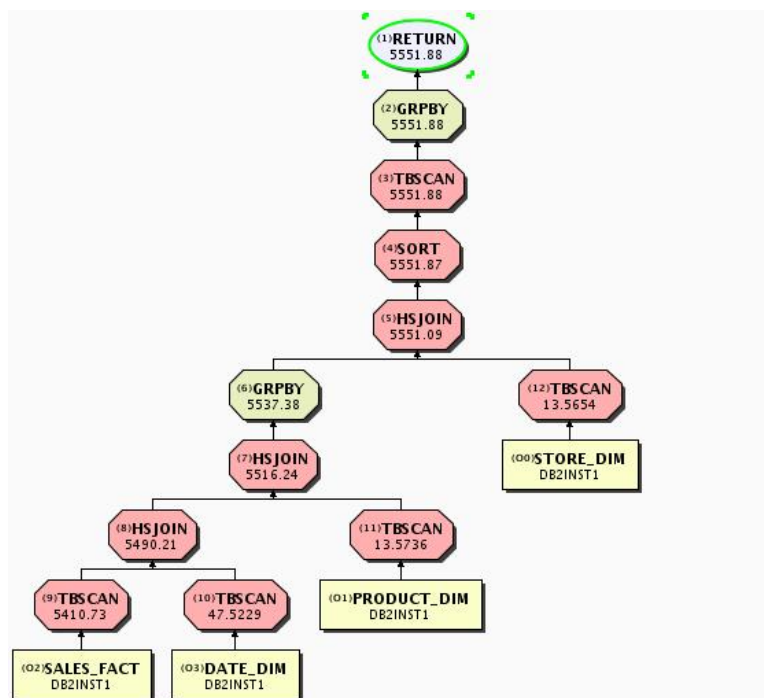 (1)RETURN
5551.88
(2)GRPBY
5551.88
(3)TBSCAN
5551.88
(4)SORT
5551.87
(5)HSJOIN
5551.09
(6)GRPBY
5537.38
(12)TBSCAN
13.5654
(7)HSJOIN
5516.24
(O0)STORE_DIM
DB2INST1
(8)HSJOIN
5490.21
(11)TBSCAN
13.5736
(9)TBSCAN
5410.73
(10)TBSCAN
47.5229
(O1)PRODUCT_DIM
DB2INST1
(O2)SALES_FACT
DB2INST1
(O3)DATE_DIM
DB2INST1